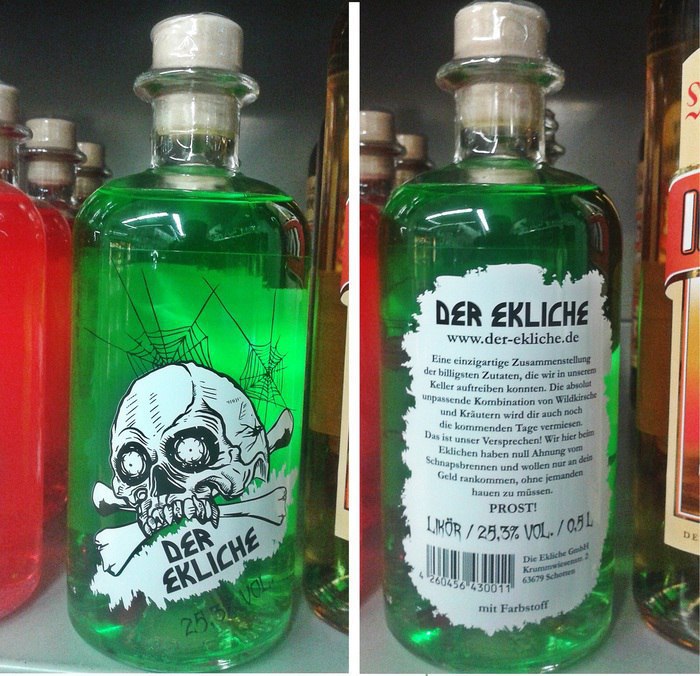 DER
EKLICHE
25,3% VOL.
DER EKLICHE
www.der-ekliche.de
Eine einzigartige Zusammenstellung
der billigsten Zutaten, die wir in unserem
Keller auftreiben konnten. Die absolut
unpassende Kombination von Wildkirsche
und Kräutern wird dir auch noch
die kommenden Tage vermiesen.
Das ist unser Versprechen! Wir hier beim
Eklichen haben null Ahnung vom
Schnapsbrennen und wollen nur an dein
Geld rankommen, ohne jemanden
hauen zu müssen.
PROST!
LIKÖR / 25,3% VOL. / 0,5 L
Die Ekliche GmbH
Krummwiesenstr. 2
63679 Schotten
4 260456 430011
mit Farbstoff